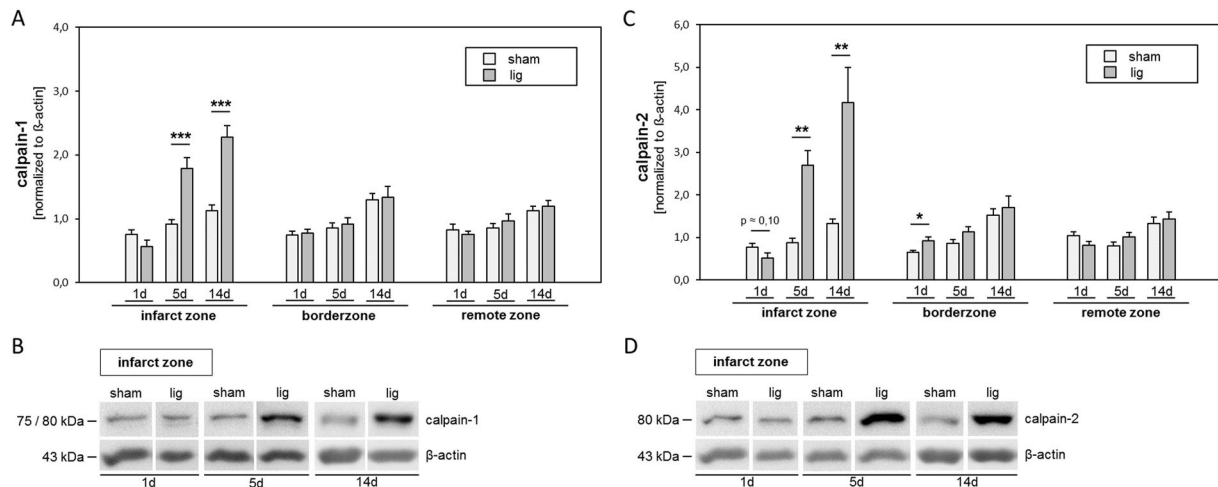 A
4,0
3,0
2,0
1,0
0,0
calpain-1
[normalized to ß-actin]
sham
lig
***
***
1d 5d 14d 1d 5d 14d 1d 5d 14d
infarct zone borderzone remote zone
B
infarct zone
sham lig sham lig sham lig
75 / 80 kDa
calpain-1
43 kDa
β-actin
1d 5d 14d
C
6,0
5,0
4,0
3,0
2,0
1,0
0,0
calpain-2
[normalized to ß-actin]
sham
lig
p ≈ 0,10
**
**
*
1d 5d 14d 1d 5d 14d 1d 5d 14d
infarct zone borderzone remote zone
D
infarct zone
sham lig sham lig sham lig
80 kDa
calpain-2
43 kDa
β-actin
1d 5d 14d